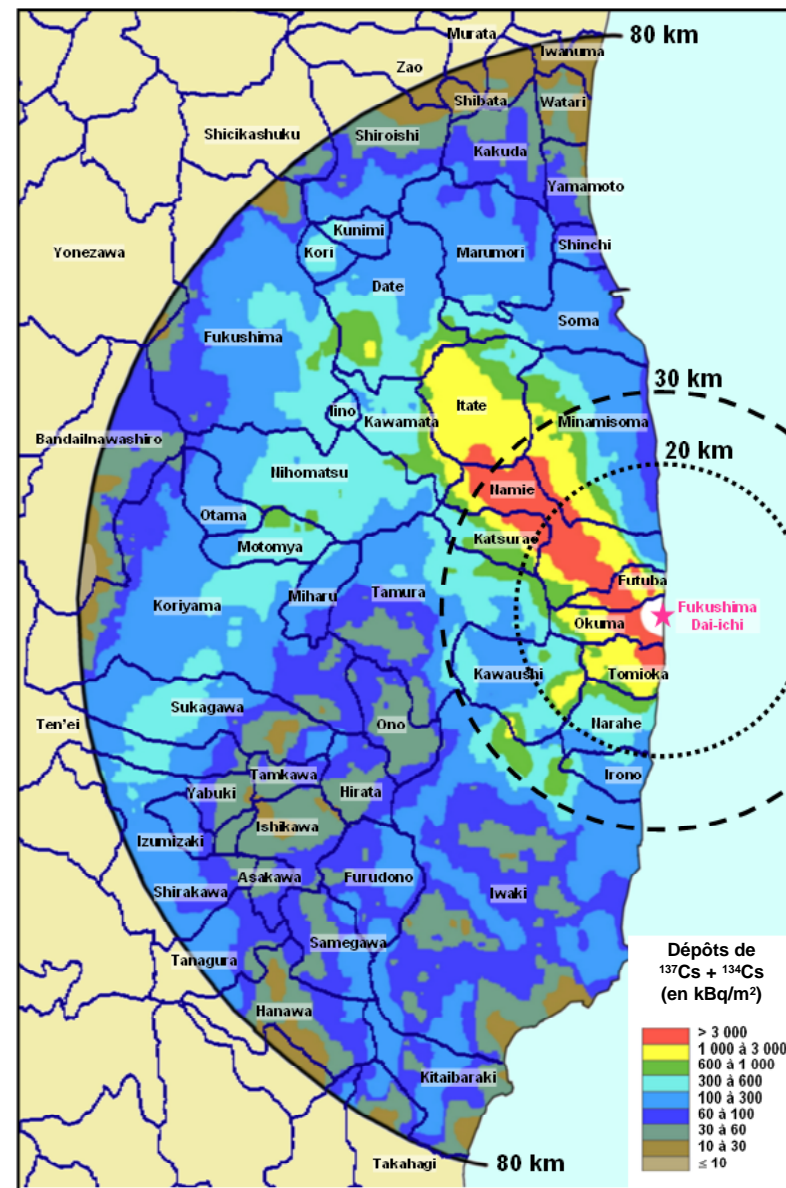 Murata
80 km
Iwanuma
Zao
Shibata
Watari
Shicikashuku
Shiroishi
Kakuda
Yamamoto
Kunimi
Shinchi
Yonezawa
Kori
Marumori
Date
Soma
Fukushima
30 km
Iino
Itate
Kawamata
Minamisoma
BandaiInawashiro
20 km
Nihomatsu
Namie
Otama
Katsurao
Motomya
Futuba
Miharu
Tamura
Koriyama
Okuma
Fukushima
Dai-ichi
Kawaushi
Tomioka
Sukagawa
Ten'ei
Ono
Narahe
Tamkawa
Irono
Yabuki
Hirata
Ishikawa
Izumizaki
Asakawa
Furudono
Shirakawa
Iwaki
Samegawa
Tanagura
Hanawa
Kitaibaraki
Takahagi
80 km
Dépôts de
¹³⁷Cs + ¹³⁴Cs
(en kBq/m²)
> 3 000
1 000 à 3 000
600 à 1 000
300 à 600
100 à 300
60 à 100
30 à 60
10 à 30
≤ 10